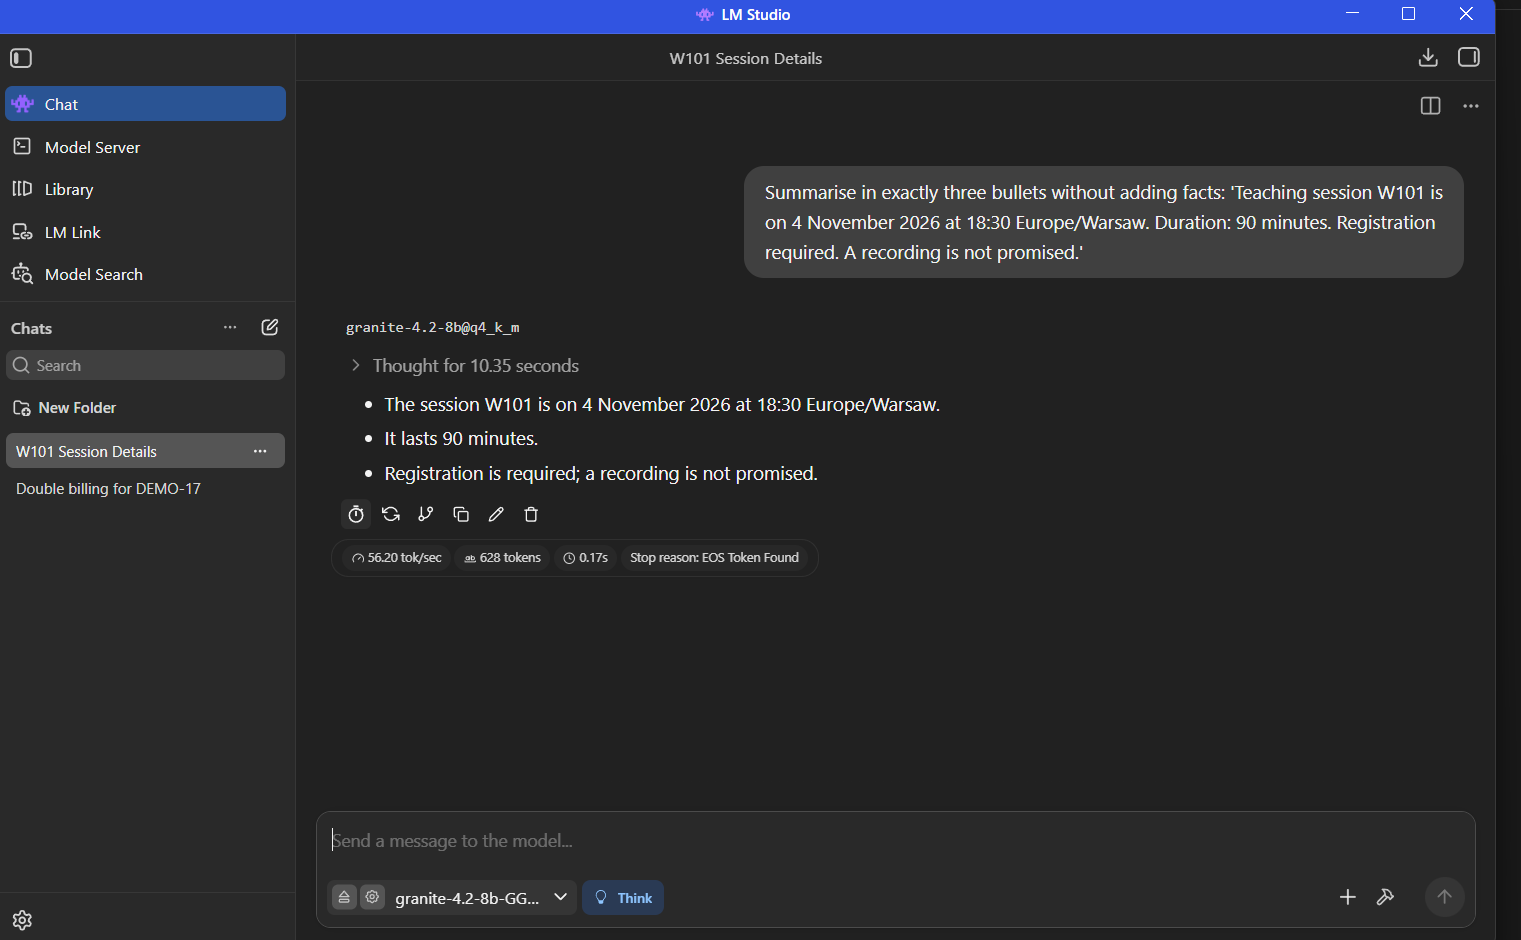 LM Studio
W101 Session Details
Chat
Model Server
Library
LM Link
Model Search
Chats
Search
New Folder
W101 Session Details
Double billing for DEMO-17
Summarise in exactly three bullets without adding facts: 'Teaching session W101 is
on 4 November 2026 at 18:30 Europe/Warsaw. Duration: 90 minutes. Registration
required. A recording is not promised.'
granite-4.2-8b@q4_k_m
Thought for 10.35 seconds
• The session W101 is on 4 November 2026 at 18:30 Europe/Warsaw.
• It lasts 90 minutes.
• Registration is required; a recording is not promised.
56.20 tok/sec
ab 628 tokens
0.17s
Stop reason: EOS Token Found
Send a message to the model...
granite-4.2-8b-GG...
Think